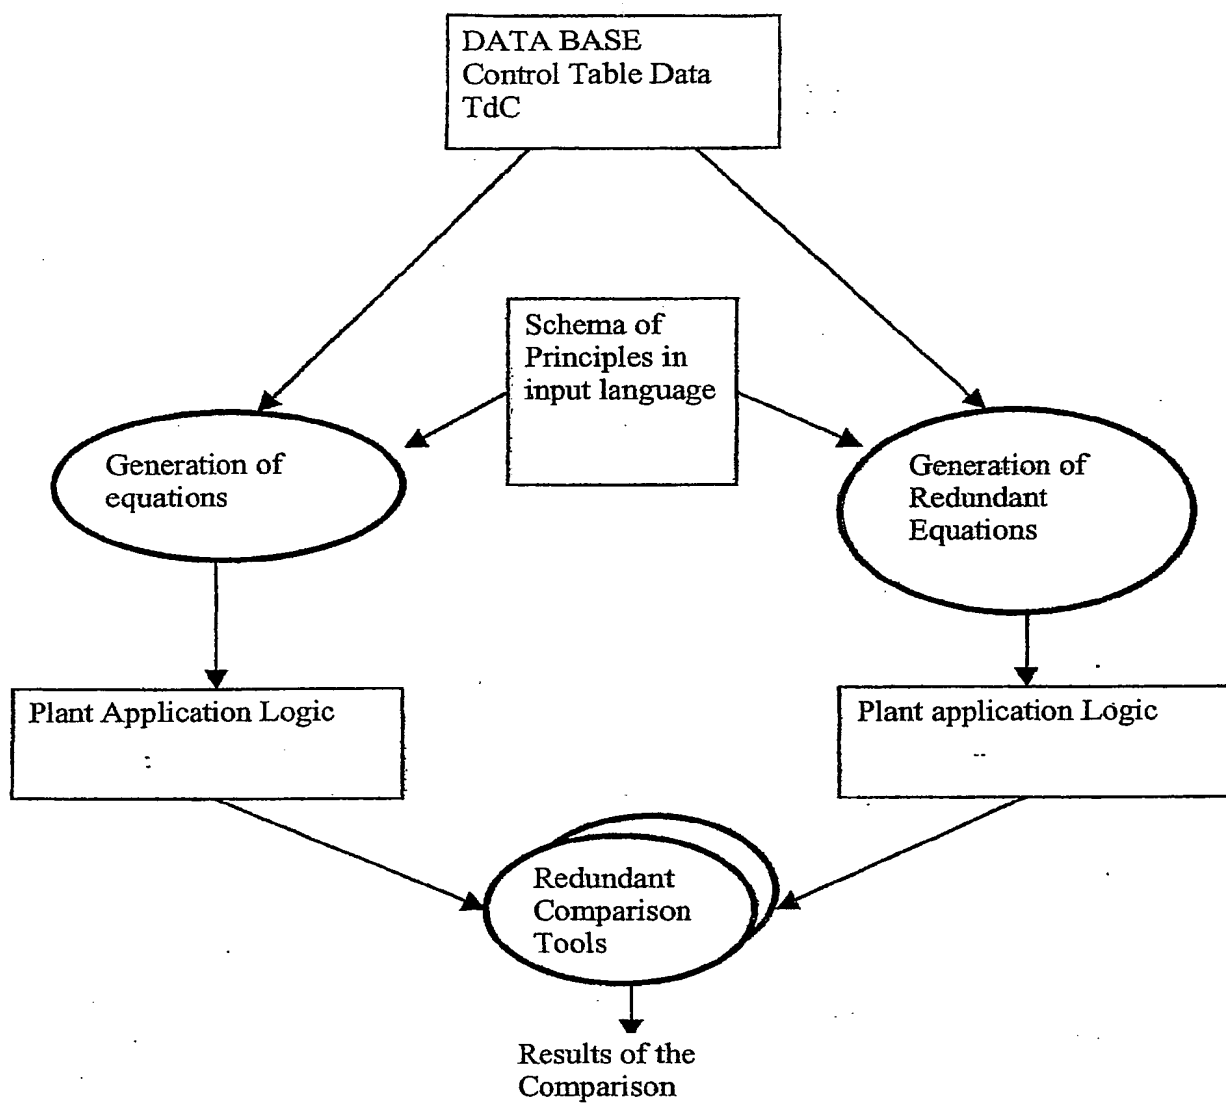 DATA BASE
Control Table Data
TdC
Schema of
Principles in
input language
Generation of
equations
Generation of
Redundant
Equations
Plant Application Logic
Plant application Logic
Redundant
Comparison
Tools
Results of the
Comparison